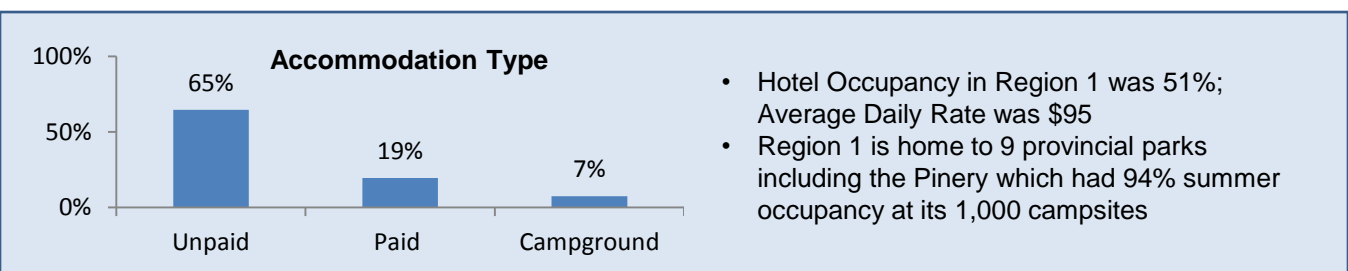 Accommodation Type
100%
50%
0%
65%
19%
7%
Unpaid Paid Campground
• Hotel Occupancy in Region 1 was 51%;
Average Daily Rate was $95
• Region 1 is home to 9 provincial parks
including the Pinery which had 94% summer
occupancy at its 1,000 campsites